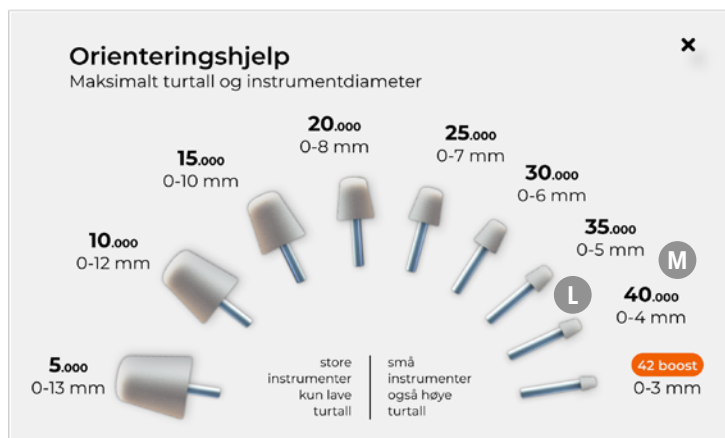 Orienteringshjelp
Maksimalt turtall og instrumentdiameter
20.000
0-8 mm
25.000
0-7 mm
15.000
0-10 mm
30.000
0-6 mm
35.000
0-5 mm
M
10.000
0-12 mm
L
40.000
0-4 mm
5.000
0-13 mm
store
instrumenter
kun lave
turtall
små
instrumenter
også høye
turtall
42 boost
0-3 mm